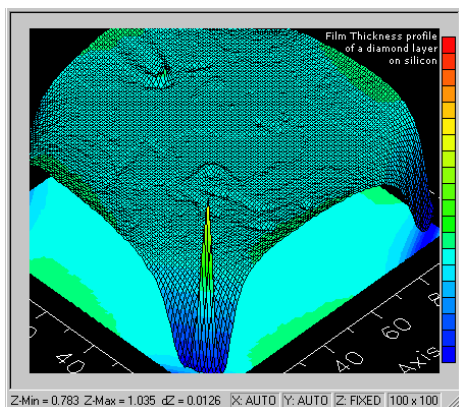 Film Thickness profile
of a diamond layer
on silicon
40
40
60
8
Axis
Z-Min = 0.783 Z-Max = 1.035 dZ = 0.0126 X: AUTO Y: AUTO Z: FIXED 100 x 100